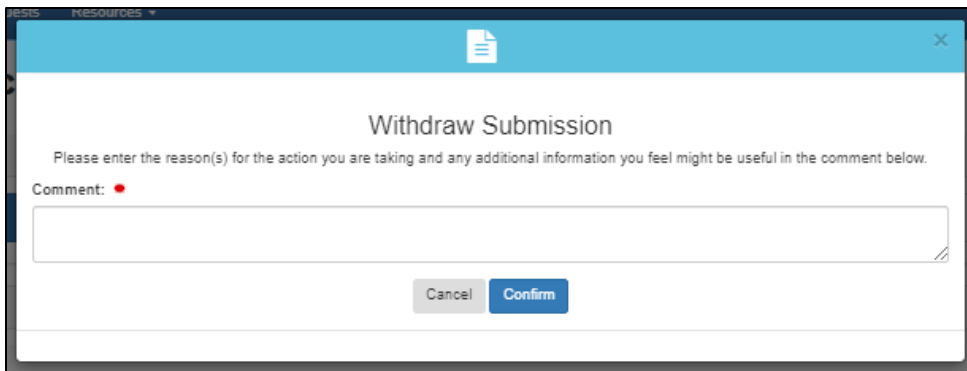 Resources
Withdraw Submission
Please enter the reason(s) for the action you are taking and any additional information you feel might be useful in the comment below.
Comment:
Cancel Confirm